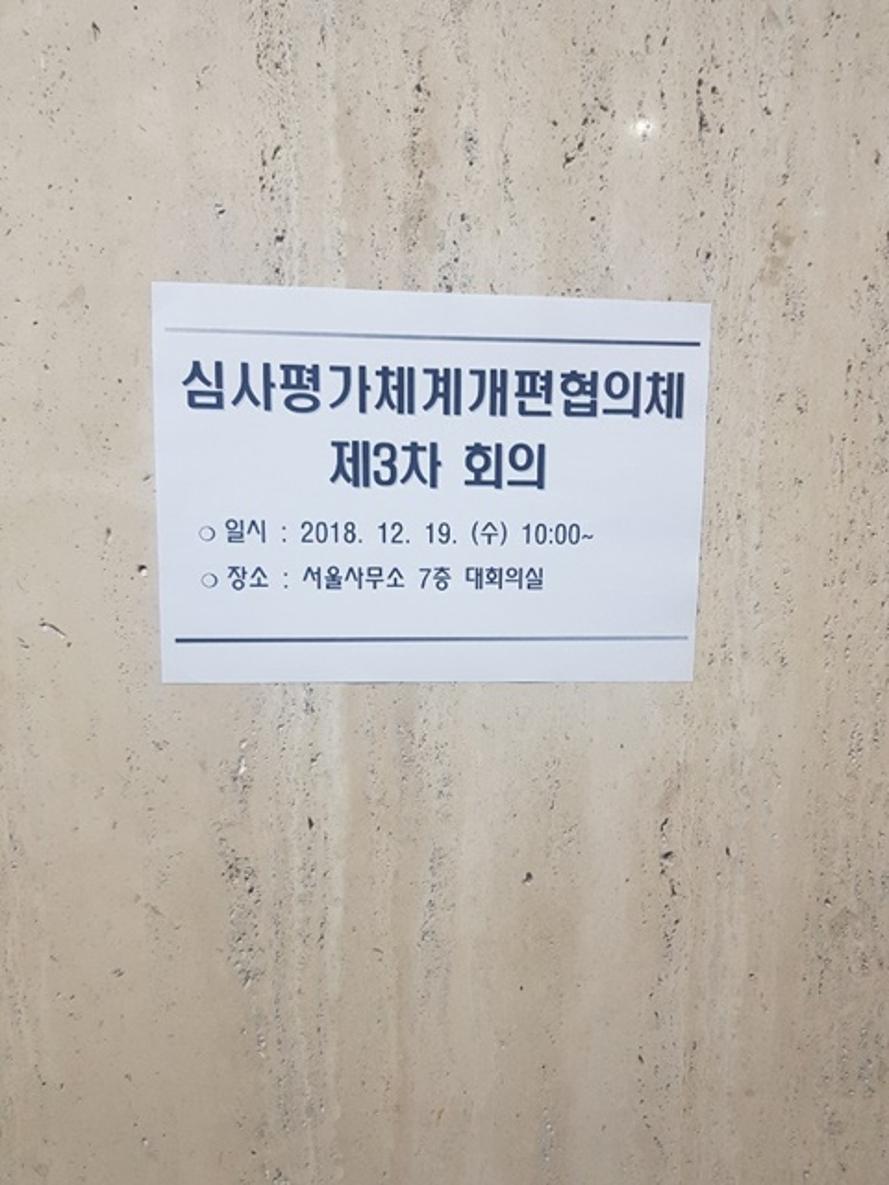 심사평가체계개편협의체
제3차 회의
❍ 일시 : 2018. 12. 19. (수) 10:00~
❍ 장소 : 서울사무소 7층 대회의실